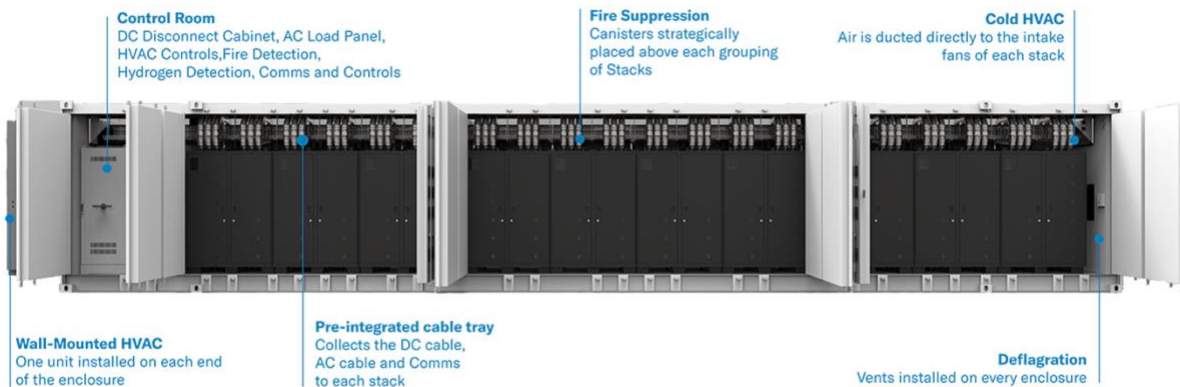 Control Room
DC Disconnect Cabinet, AC Load Panel,
HVAC Controls,Fire Detection,
Hydrogen Detection, Comms and Controls
Fire Suppression
Canisters strategically
placed above each grouping
of Stacks
Cold HVAC
Air is ducted directly to the intake
fans of each stack
Wall-Mounted HVAC
One unit installed on each end
of the enclosure
Pre-integrated cable tray
Collects the DC cable,
AC cable and Comms
to each stack
Deflagration
Vents installed on every enclosure